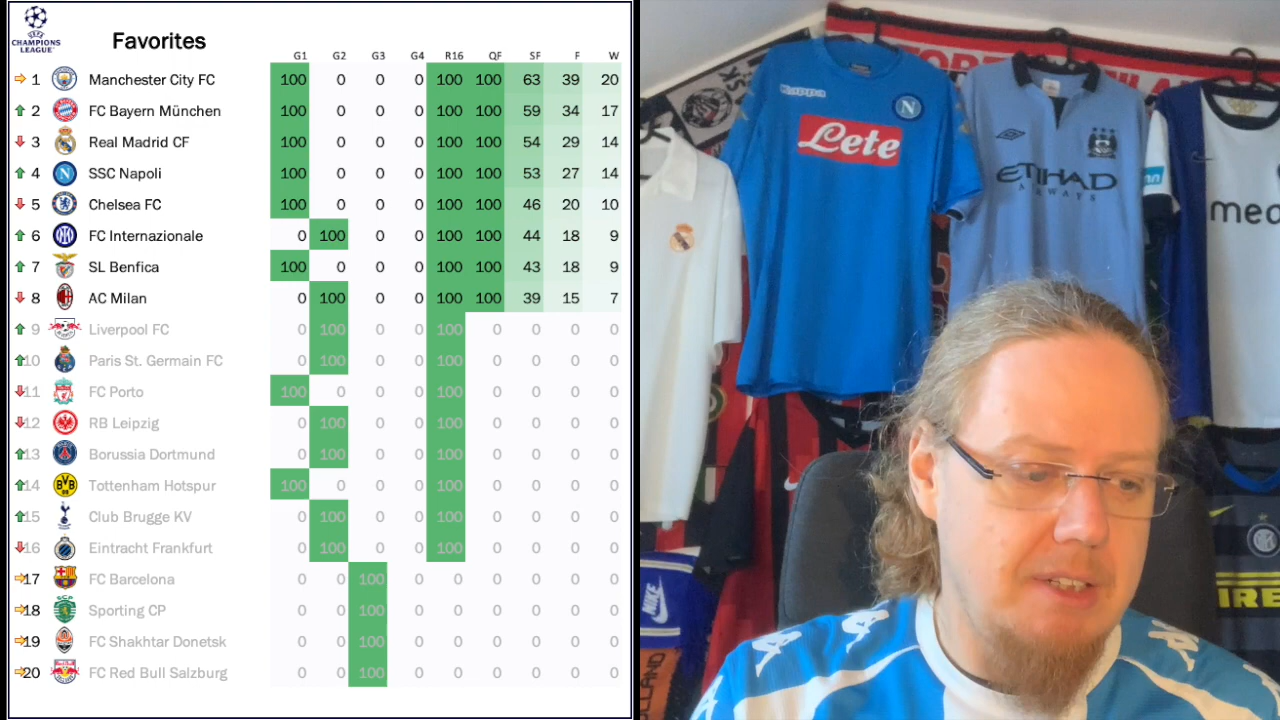 CHAMPIONS
LEAGUE
Favorites
G1 G2 G3 G4 R16 QF SF F W
1 Manchester City FC 100 0 0 0 100 100 63 39 20
2 FC Bayern München 100 0 0 0 100 100 59 34 17
3 Real Madrid CF 100 0 0 0 100 100 54 29 14
4 SSC Napoli 100 0 0 0 100 100 53 27 14
5 Chelsea FC 100 0 0 0 100 100 46 20 10
6 FC Internazionale 0 100 0 0 100 100 44 18 9
7 SL Benfica 100 0 0 0 100 100 43 18 9
8 AC Milan 0 100 0 0 100 100 39 15 7
9 Liverpool FC 0 100 0 0 100 0 0 0 0
10 Paris St. Germain FC 0 100 0 0 100 0 0 0 0
11 FC Porto 100 0 0 0 100 0 0 0 0
12 RB Leipzig 0 100 0 0 100 0 0 0 0
13 Borussia Dortmund 0 100 0 0 100 0 0 0 0
14 Tottenham Hotspur 100 0 0 0 100 0 0 0 0
15 Club Brugge KV 0 100 0 0 100 0 0 0 0
16 Eintracht Frankfurt 0 100 0 0 100 0 0 0 0
17 FC Barcelona 0 0 100 0 0 0 0 0 0
18 Sporting CP 0 0 100 0 0 0 0 0 0
19 FC Shakhtar Donetsk 0 0 100 0 0 0 0 0 0
20 FC Red Bull Salzburg 0 0 100 0 0 0 0 0 0
Kappa
N
Lete
ETIHAD
AIRWAYS
meo
NIKE
IRE